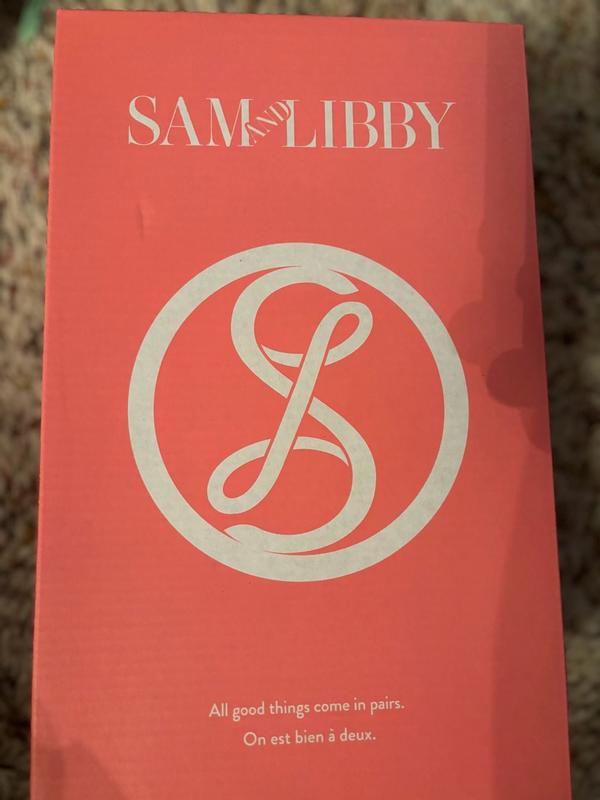 SAM AND LIBBY
All good things come in pairs.
On est bien à deux.